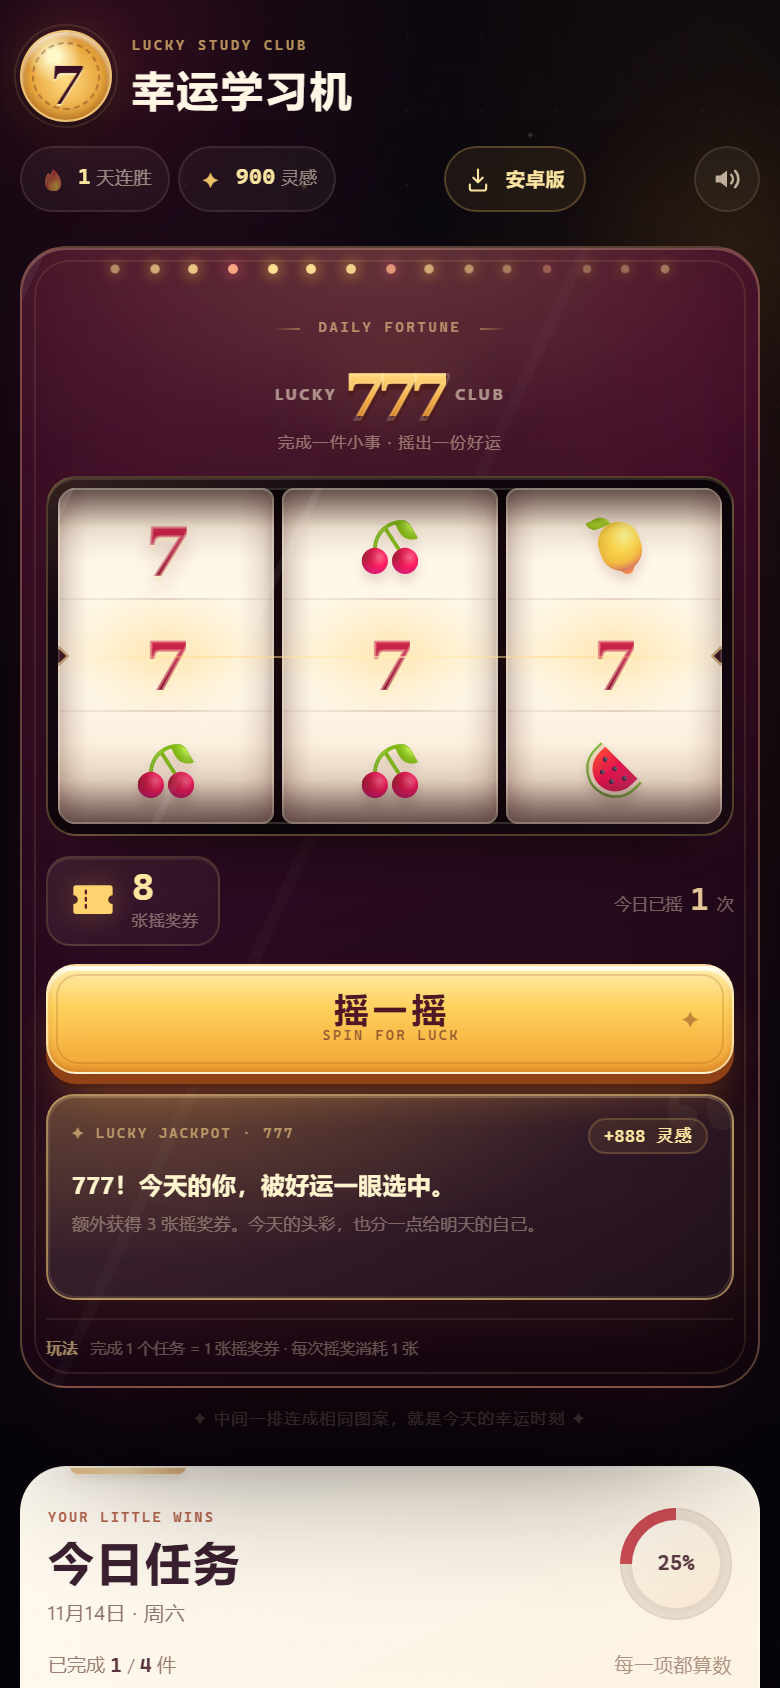 7
LUCKY STUDY CLUB
幸运学习机
1 天连胜
900 灵感
安卓版
DAILY FORTUNE
LUCKY 777 CLUB
完成一件小事 · 摇出一份好运
7
7 7 7
8
张摇奖券
今日已摇 1 次
摇一摇
SPIN FOR LUCK
LUCKY JACKPOT · 777
+888 灵感
777！今天的你，被好运一眼选中。
额外获得 3 张摇奖券。今天的头彩，也分一点给明天的自己。
玩法 完成 1 个任务 = 1 张摇奖券 · 每次摇奖消耗 1 张
✦ 中间一排连成相同图案，就是今天的幸运时刻 ✦
YOUR LITTLE WINS
今日任务
25%
11月14日 · 周六
已完成 1 / 4 件
每一项都算数